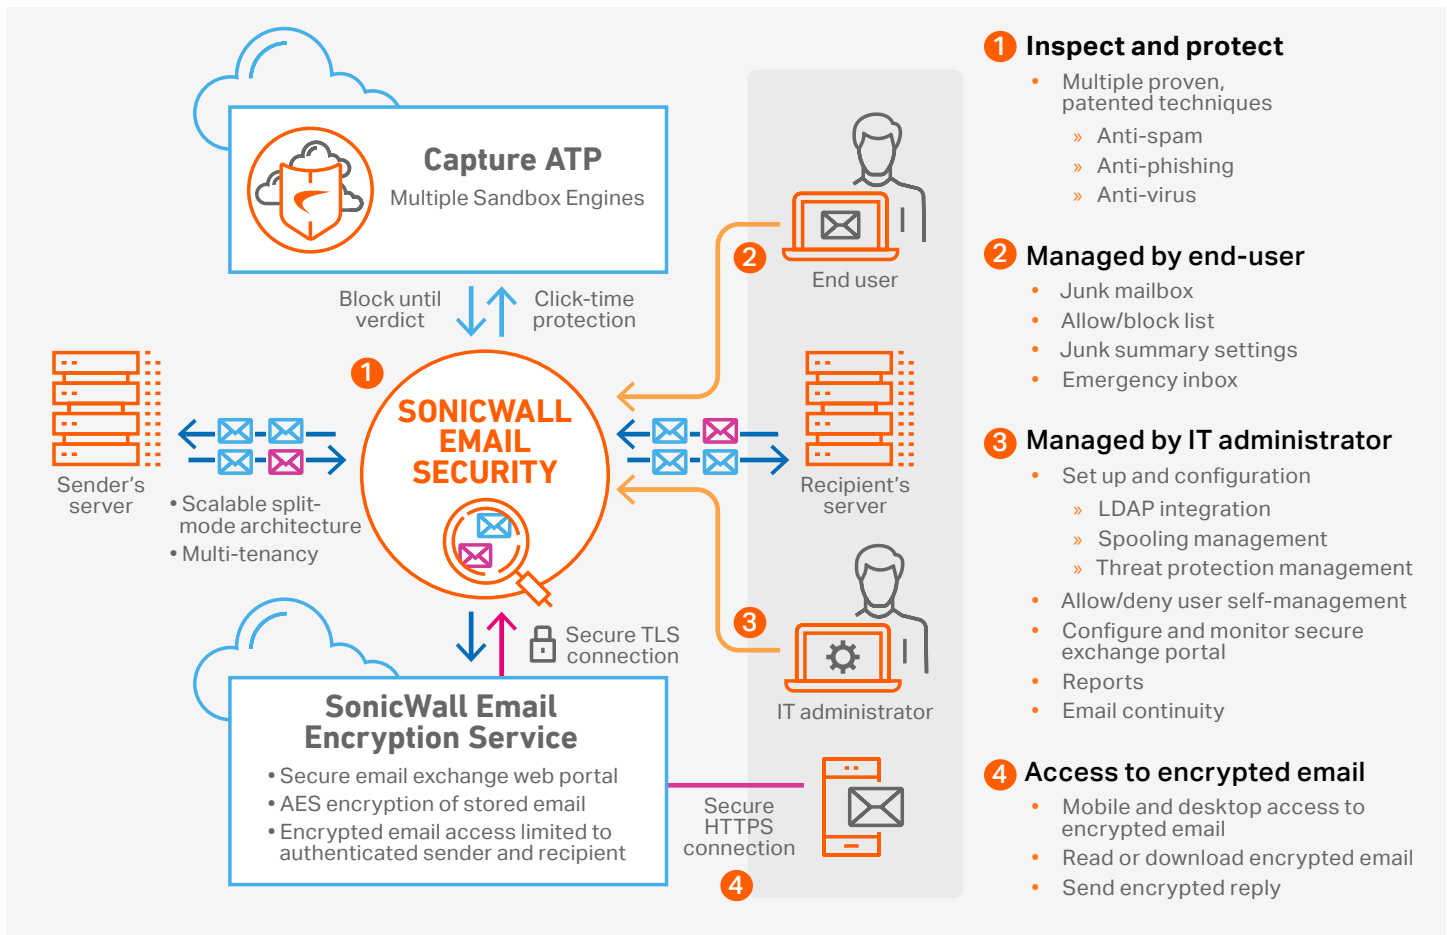 Capture ATP
Multiple Sandbox Engines
Block until
verdict
Click-time
protection
1
SONICWALL
EMAIL
SECURITY
Sender's
server
• Scalable split-
mode architecture
• Multi-tenancy
Secure TLS
connection
SonicWall Email
Encryption Service
• Secure email exchange web portal
• AES encryption of stored email
• Encrypted email access limited to
authenticated sender and recipient
2
End user
Recipient's
server
3
IT administrator
Secure
HTTPS
connection
4
1 Inspect and protect
• Multiple proven,
patented techniques
» Anti-spam
» Anti-phishing
» Anti-virus
2 Managed by end-user
• Junk mailbox
• Allow/block list
• Junk summary settings
• Emergency inbox
3 Managed by IT administrator
• Set up and configuration
» LDAP integration
» Spooling management
» Threat protection management
• Allow/deny user self-management
• Configure and monitor secure
exchange portal
• Reports
• Email continuity
4 Access to encrypted email
• Mobile and desktop access to
encrypted email
• Read or download encrypted email
• Send encrypted reply